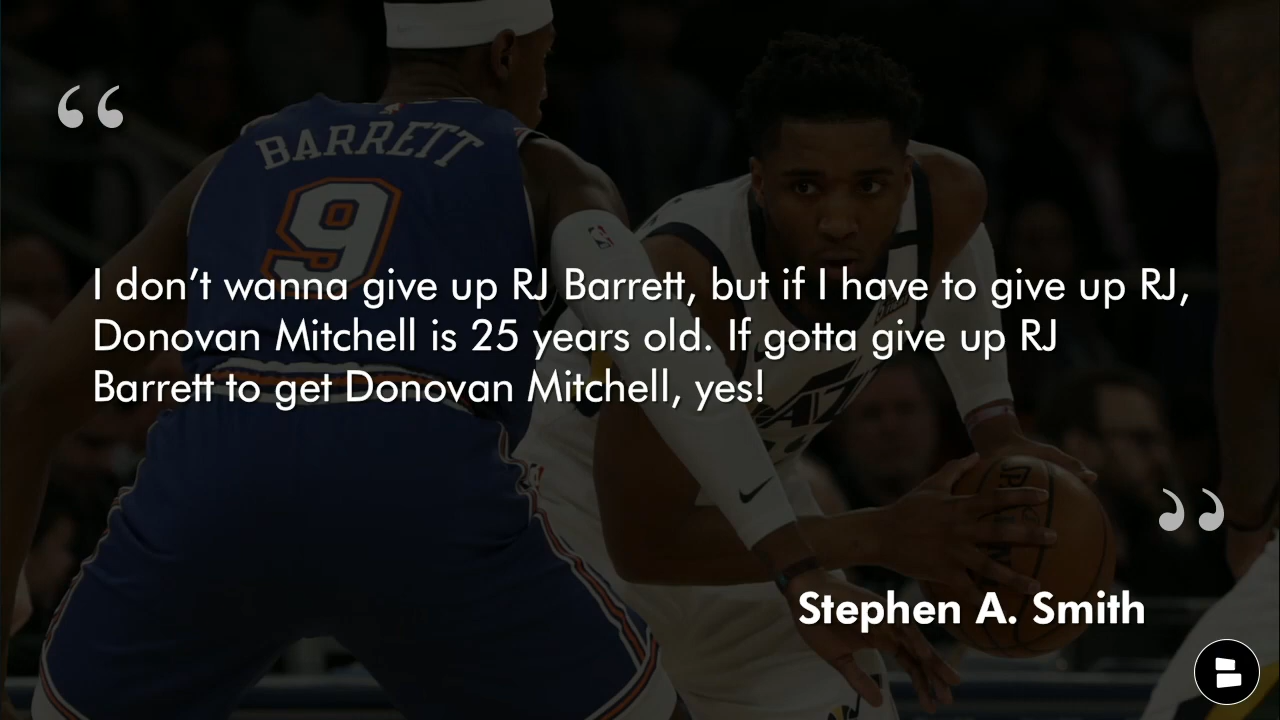 “
BARRETT
9
I don’t wanna give up RJ Barrett, but if I have to give up RJ,
Donovan Mitchell is 25 years old. If gotta give up RJ
Barrett to get Donovan Mitchell, yes!
”
Stephen A. Smith